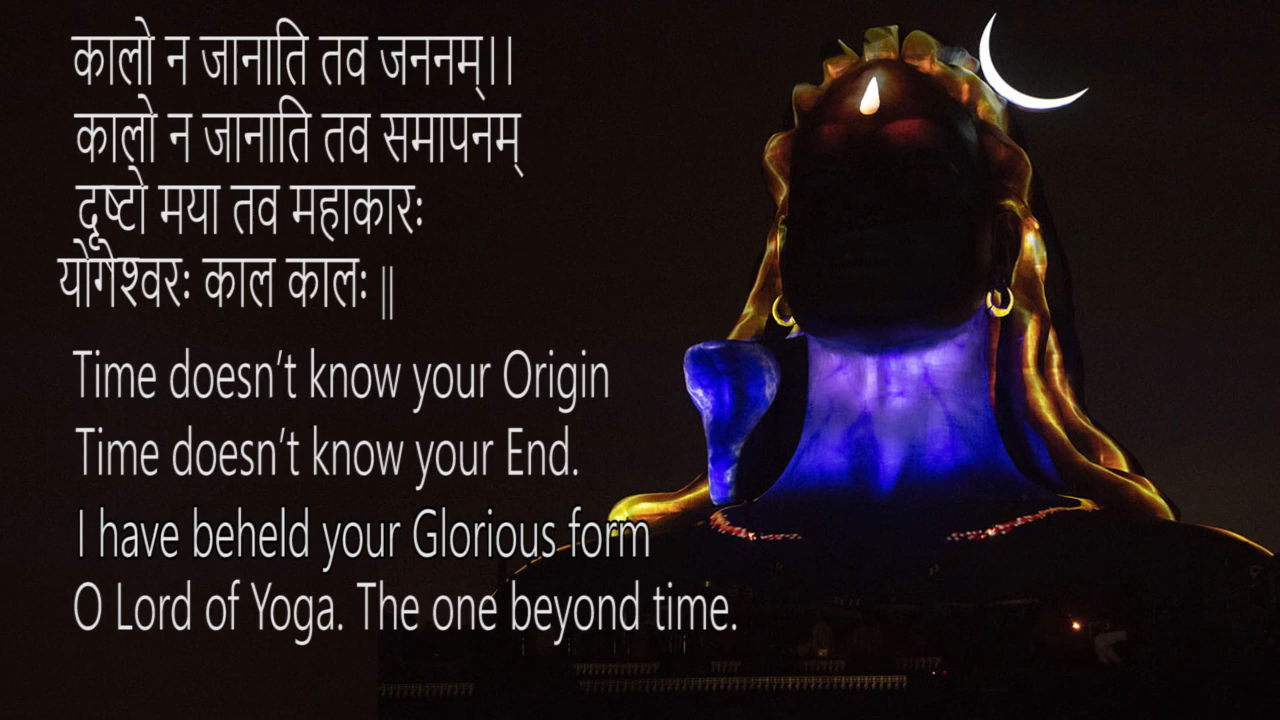 कालो न जानाति तव जननम्।।
कालो न जानाति तव समापनम्
दृष्टो मया तव महाकारः
योगेश्वरः काल कालः॥
Time doesn’t know your Origin
Time doesn’t know your End.
I have beheld your Glorious form
O Lord of Yoga. The one beyond time.